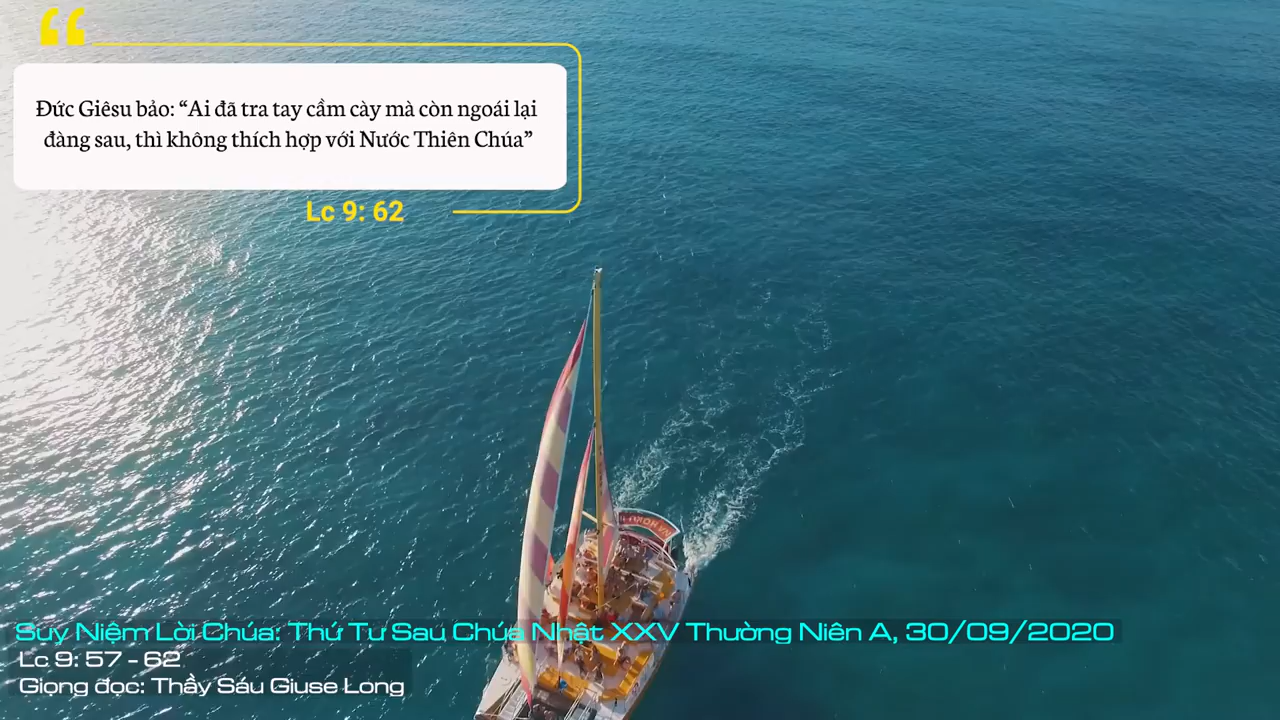 “
Đức Giêsu bảo: “Ai đã tra tay cầm cày mà còn ngoái lại
đàng sau, thì không thích hợp với Nước Thiên Chúa”
Lc 9: 62
Suy Niệm Lời Chúa: Thứ Tư Sau Chúa Nhật XXV Thường Niên A, 30/09/2020
Lc 9: 57 - 62
Giọng đọc: Thầy Sáu Giuse Long